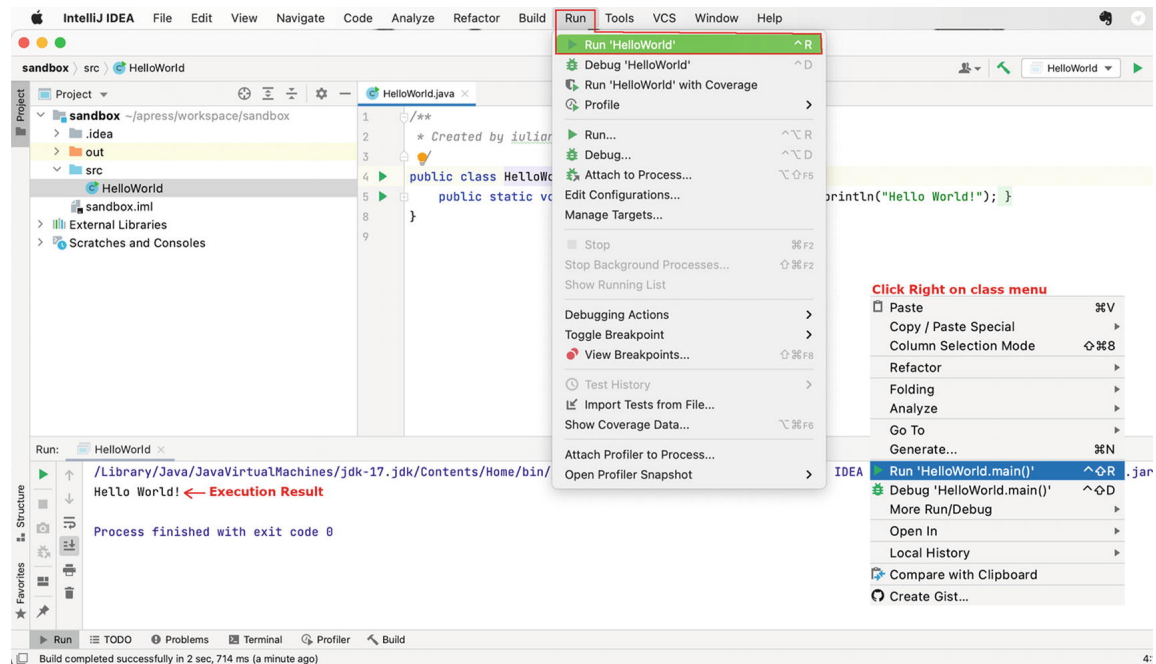 IntelliJ IDEA File Edit View Navigate Code Analyze Refactor Build Run Tools VCS Window Help
sandbox src HelloWorld
HelloWorld
Project
Project
HelloWorld.java
sandbox ~/apress/workspace/sandbox
.idea
out
src
HelloWorld
sandbox.iml
External Libraries
Scratches and Consoles
1 /**
2 * Created by iulian
3
4 public class HelloWo
5 public static vo println("Hello World!"); }
8 }
9
Run 'HelloWorld' ^R
Debug 'HelloWorld' ^D
Run 'HelloWorld' with Coverage
Profile
Run... ^⌥R
Debug... ^⌥D
Attach to Process... ⌥⇧F5
Edit Configurations...
Manage Targets...
Stop ⌘F2
Stop Background Processes... ⇧⌘F2
Show Running List
Debugging Actions
Toggle Breakpoint
View Breakpoints... ⇧⌘F8
Test History
Import Tests from File...
Show Coverage Data... ⌥⌘F6
Attach Profiler to Process...
Open Profiler Snapshot
Click Right on class menu
Paste ⌘V
Copy / Paste Special
Column Selection Mode ⇧⌘8
Refactor
Folding
Analyze
Go To
Generate... ⌘N
Run 'HelloWorld.main()' ^⇧R
Debug 'HelloWorld.main()' ^⇧D
More Run/Debug
Open In
Local History
Compare with Clipboard
Create Gist...
Run: HelloWorld
/Library/Java/JavaVirtualMachines/jdk-17.jdk/Contents/Home/bin/ IDEA .jar
Hello World! Execution Result
Process finished with exit code 0
Structure
Favorites
Run TODO Problems Terminal Profiler Build
Build completed successfully in 2 sec, 714 ms (a minute ago) 4: